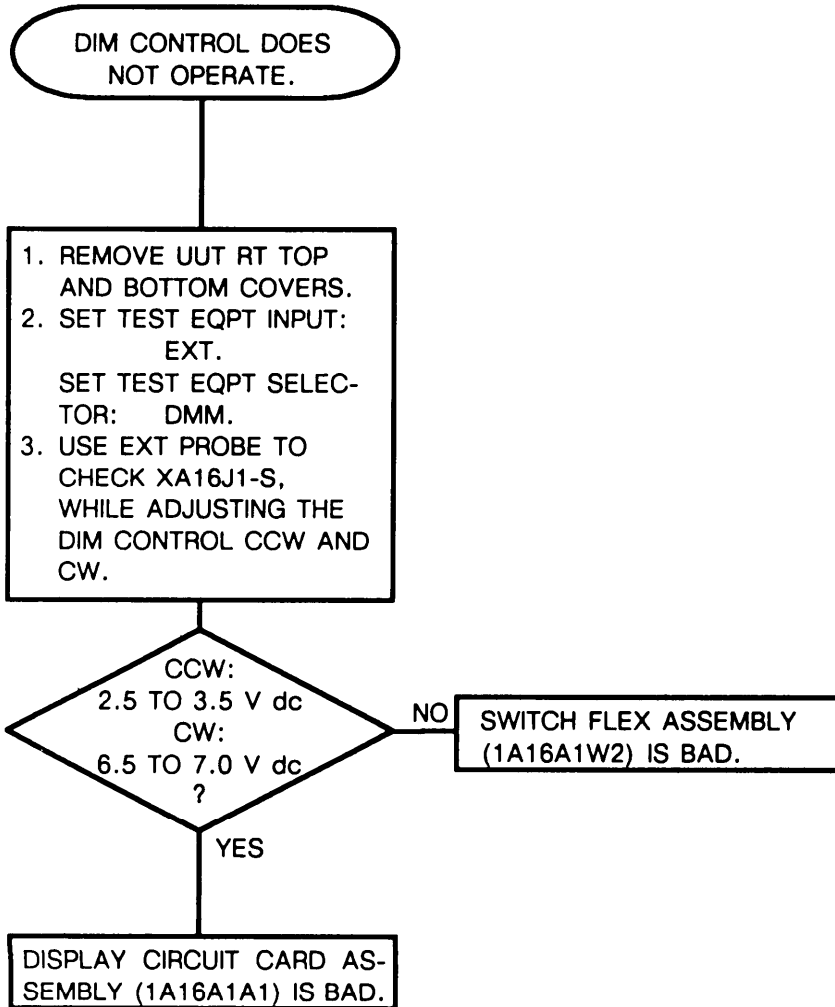 DIM CONTROL DOES
NOT OPERATE.
1. REMOVE UUT RT TOP
AND BOTTOM COVERS.
2. SET TEST EQPT INPUT:
EXT.
SET TEST EQPT SELEC-
TOR: DMM.
3. USE EXT PROBE TO
CHECK XA16J1-S,
WHILE ADJUSTING THE
DIM CONTROL CCW AND
CW.
CCW:
2.5 TO 3.5 V dc
CW:
6.5 TO 7.0 V dc
?
NO
SWITCH FLEX ASSEMBLY
(1A16A1W2) IS BAD.
YES
DISPLAY CIRCUIT CARD AS-
SEMBLY (1A16A1A1) IS BAD.